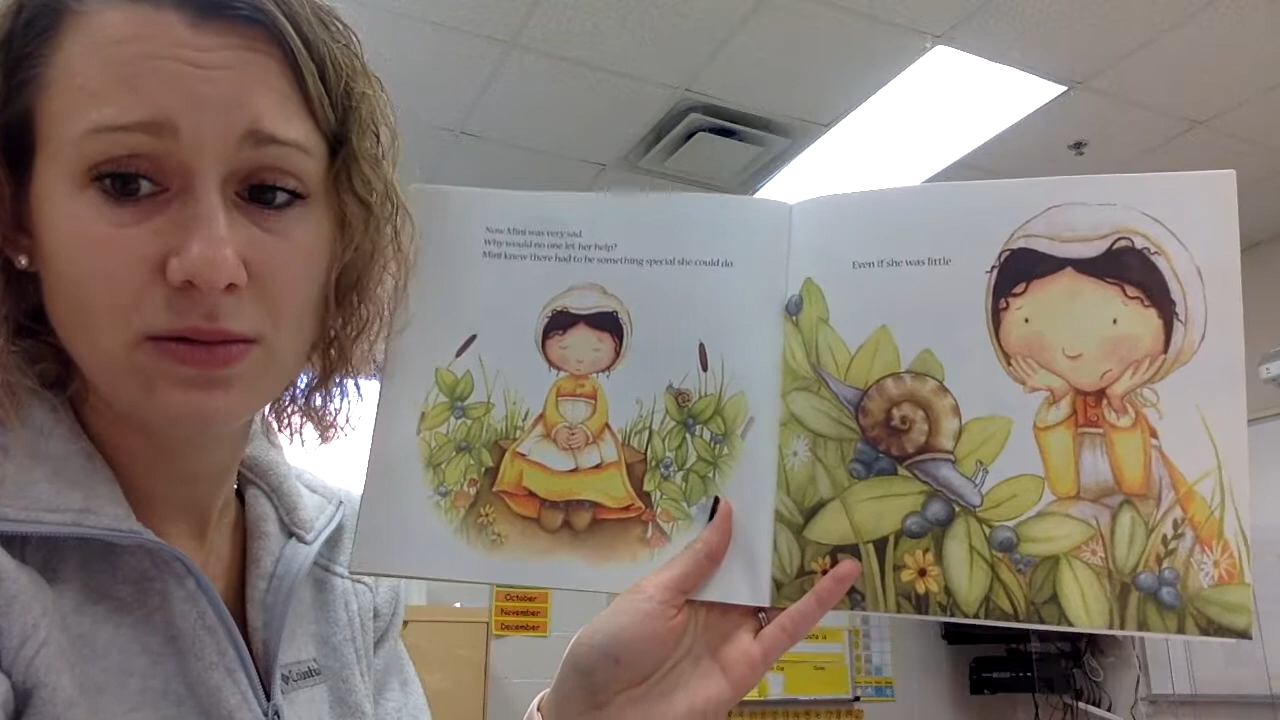 Now Mini was very sad.
Why would no one let her help?
Mini knew there had to be something special she could do.
Even if she was little
October
November
December
Columbia